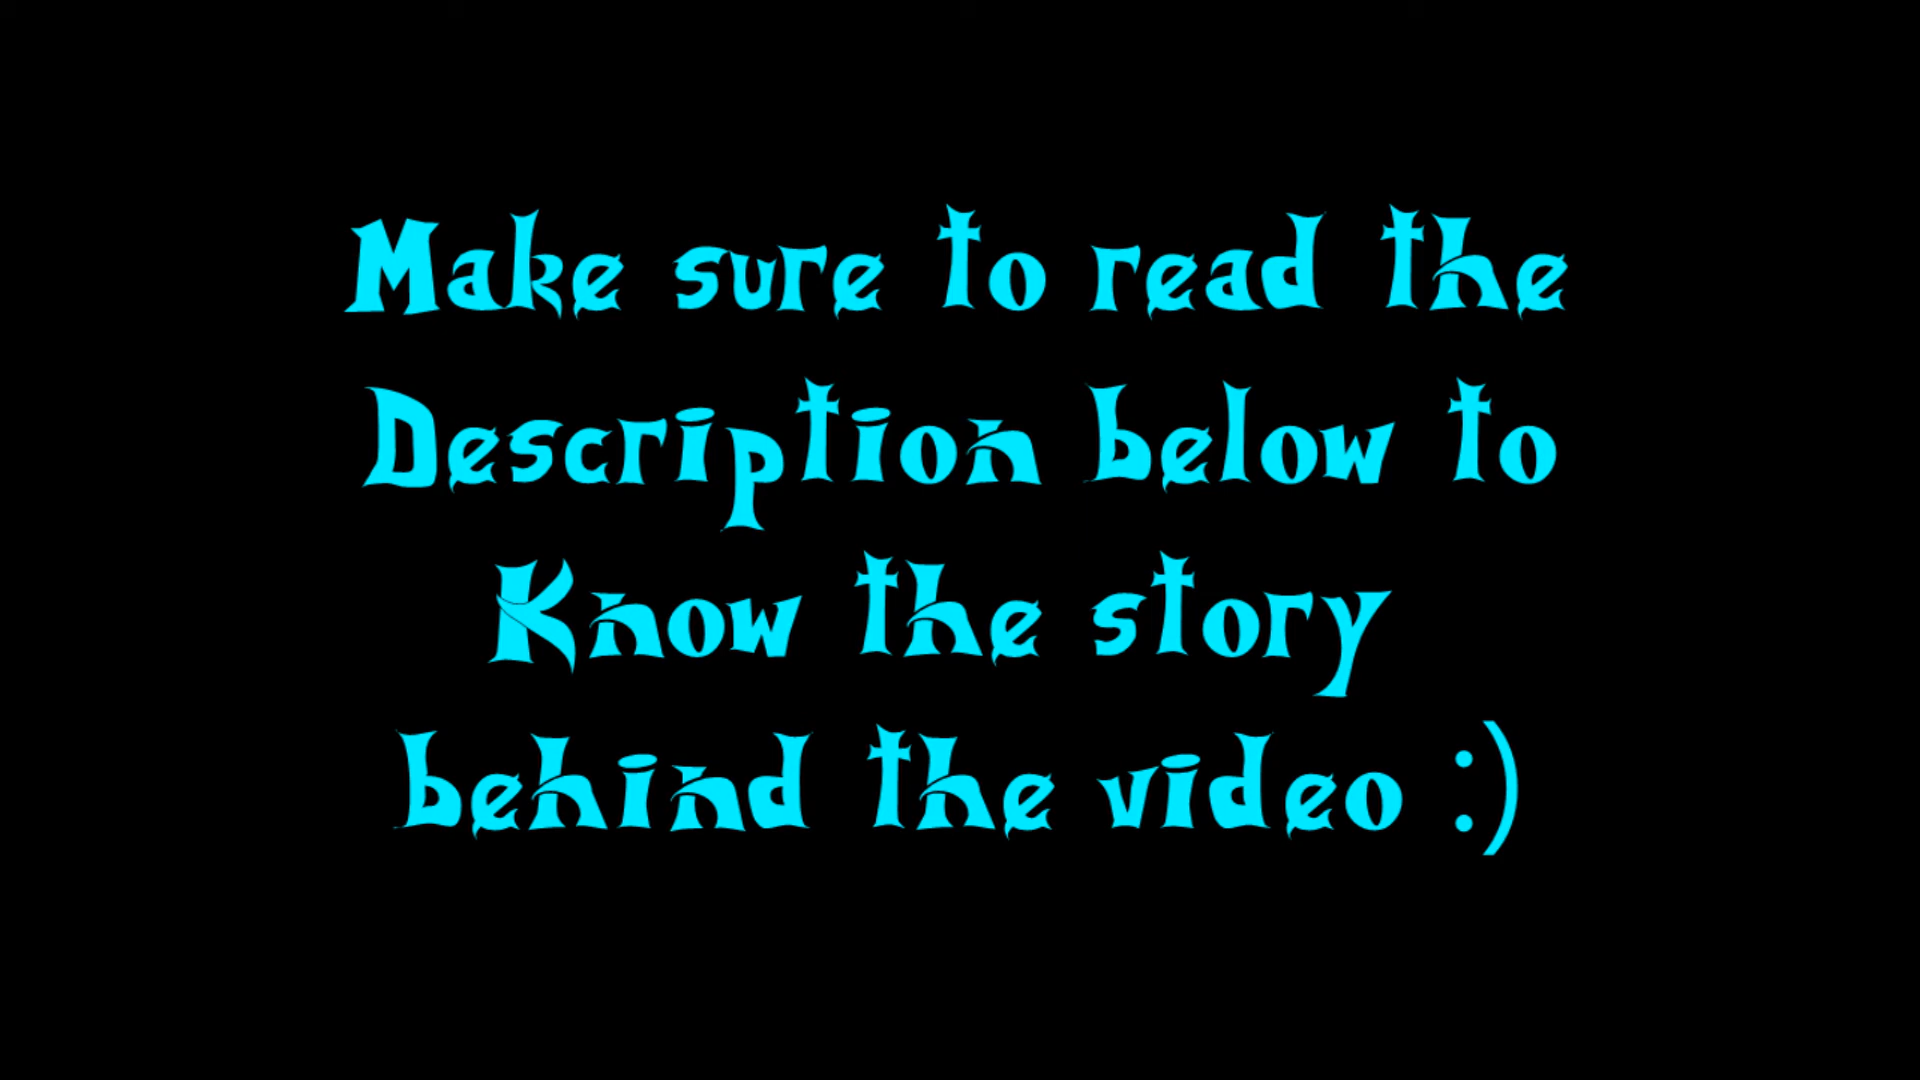 Make sure to read the
Description below to
Know the story
behind the video :)